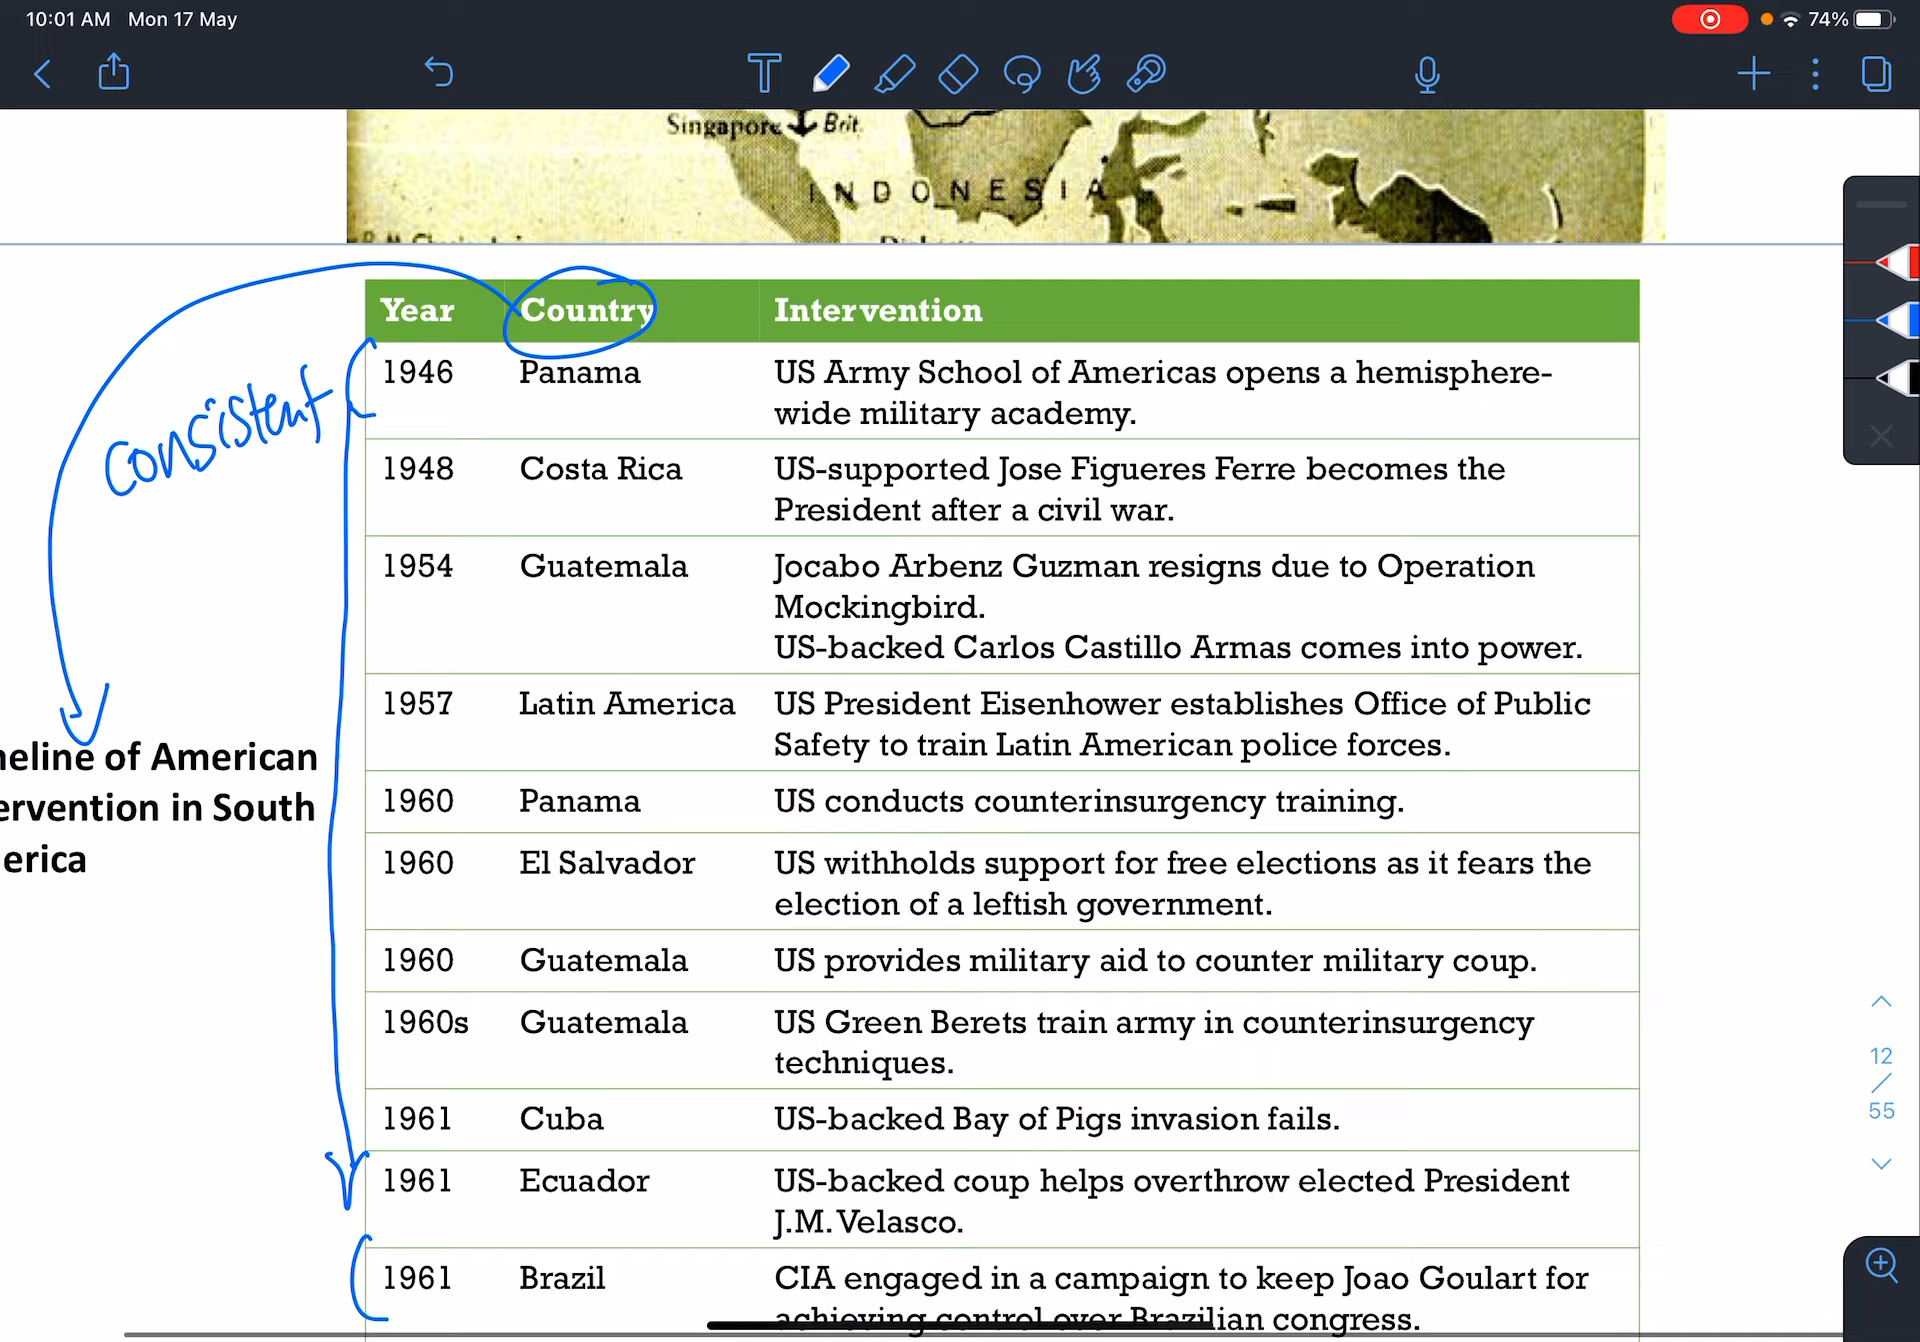 10:01 AM Mon 17 May
74%
Singapore Brit.
INDONESIA
Year Country Intervention
consistent
1946 Panama US Army School of Americas opens a hemisphere-
wide military academy.
1948 Costa Rica US-supported Jose Figueres Ferre becomes the
President after a civil war.
1954 Guatemala Jocabo Arbenz Guzman resigns due to Operation
Mockingbird.
US-backed Carlos Castillo Armas comes into power.
1957 Latin America US President Eisenhower establishes Office of Public
Safety to train Latin American police forces.
neline of American
ervention in South
erica
1960 Panama US conducts counterinsurgency training.
1960 El Salvador US withholds support for free elections as it fears the
election of a leftish government.
1960 Guatemala US provides military aid to counter military coup.
1960s Guatemala US Green Berets train army in counterinsurgency
techniques.
12
/
55
1961 Cuba US-backed Bay of Pigs invasion fails.
1961 Ecuador US-backed coup helps overthrow elected President
J.M. Velasco.
1961 Brazil CIA engaged in a campaign to keep Joao Goulart for
achieving control over Brazilian congress.